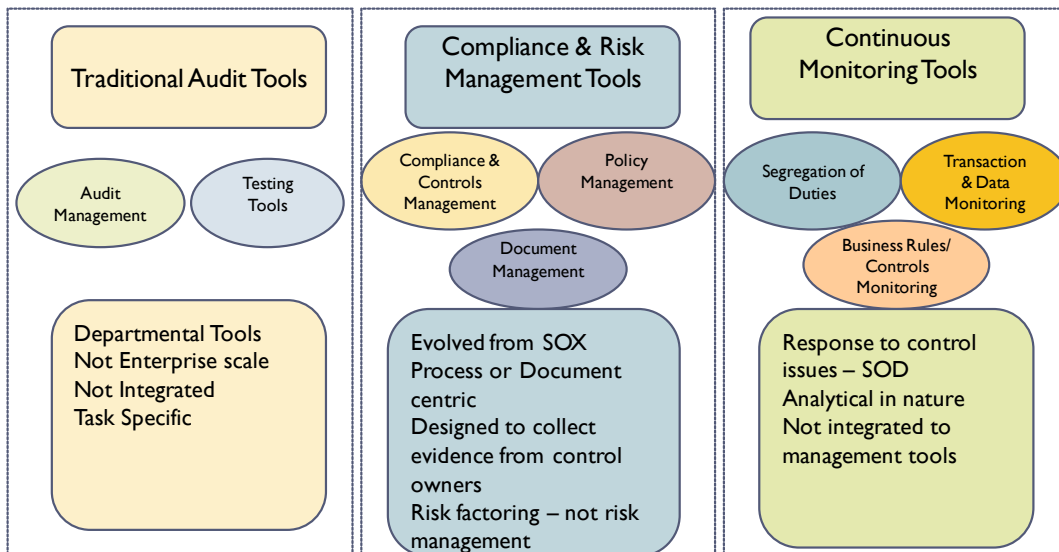 Traditional Audit Tools
Audit
Management
Testing
Tools
Departmental Tools
Not Enterprise scale
Not Integrated
Task Specific
Compliance & Risk
Management Tools
Compliance &
Controls
Management
Policy
Management
Document
Management
Evolved from SOX
Process or Document
centric
Designed to collect
evidence from control
owners
Risk factoring – not risk
management
Continuous
Monitoring Tools
Segregation of
Duties
Transaction
& Data
Monitoring
Business Rules/
Controls
Monitoring
Response to control
issues – SOD
Analytical in nature
Not integrated to
management tools